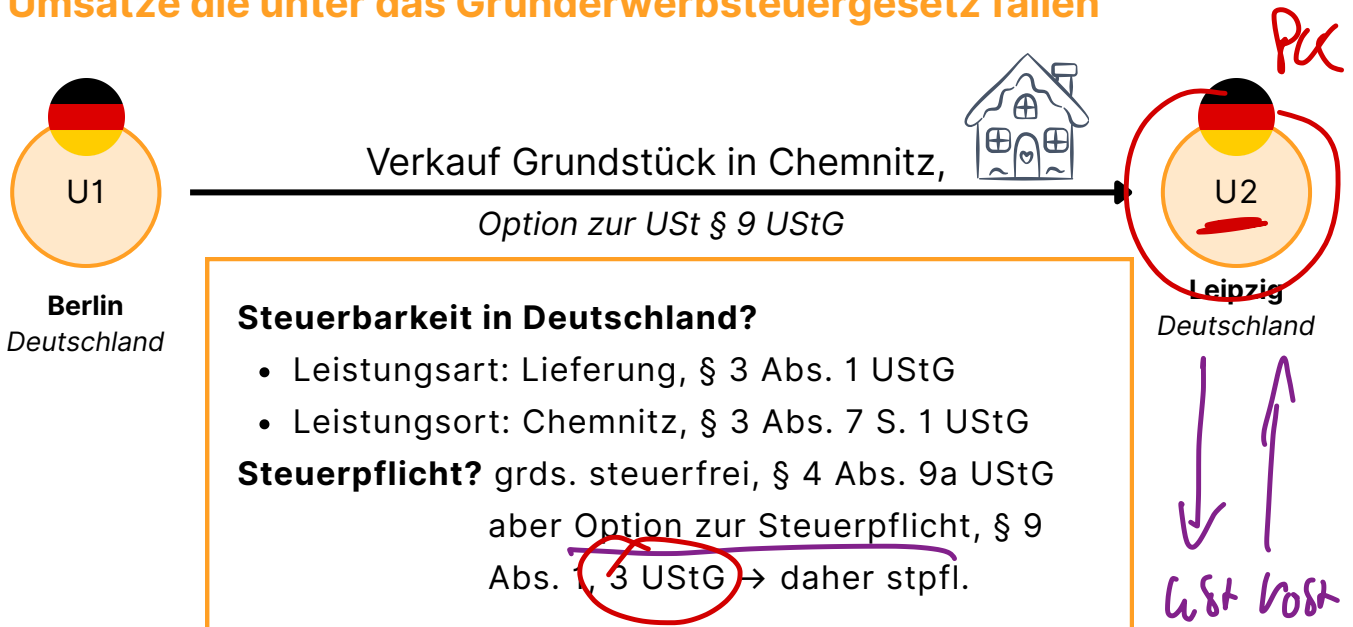 Umsätze die unter das Grunderwerbsteuergesetz fallen
U1
Berlin
Deutschland
Verkauf Grundstück in Chemnitz,
Option zur USt § 9 UStG
U2
Leipzig
Deutschland
Steuerbarkeit in Deutschland?
• Leistungsart: Lieferung, § 3 Abs. 1 UStG
• Leistungsort: Chemnitz, § 3 Abs. 7 S. 1 UStG
Steuerpflicht? grds. steuerfrei, § 4 Abs. 9a UStG
aber Option zur Steuerpflicht, § 9
Abs. 1, 3 UStG → daher stpfl.
USt VoSt